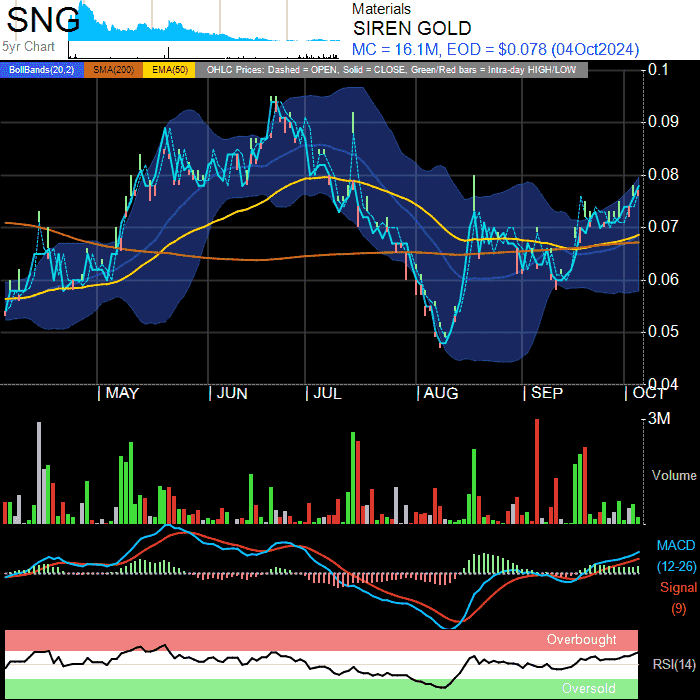 SNG
5yr Chart
Materials
SIREN GOLD
MC = 16.1M, EOD = $0.078 (04Oct2024)
BollBands(20,2) SMA(200) EMA(50) OHLC Prices: Dashed = OPEN, Solid = CLOSE, Green/Red bars = Intra-day HIGH/LOW
0.1
0.09
0.08
0.07
0.06
0.05
0.04
MAY JUN JUL AUG SEP OCT
3M
Volume
MACD
(12-26)
Signal
(9)
Overbought
RSI(14)
Oversold